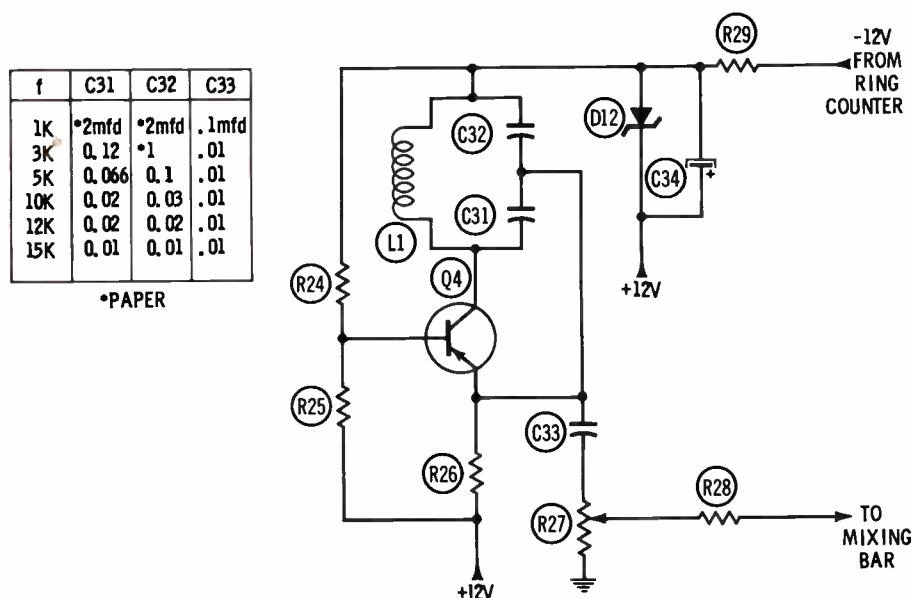 f C31 C32 C33
1K *2mfd *2mfd .1mfd
3K 0.12 *1 .01
5K 0.066 0.1 .01
10K 0.02 0.03 .01
12K 0.02 0.02 .01
15K 0.01 0.01 .01
*PAPER
R29
-12V
FROM
RING
COUNTER
C32
D12
C34
+
C31
L1
+12V
R24
Q4
R25
C33
R26
R28
R27
TO
MIXING
BAR
+12V